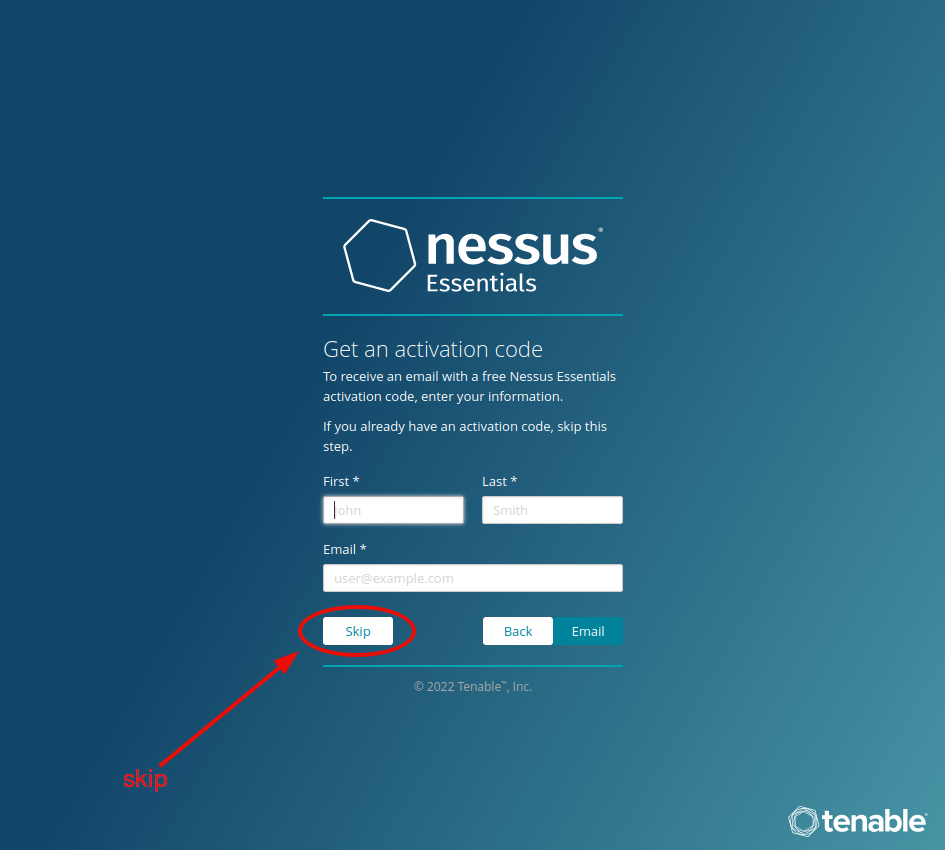 nessus®
Essentials
Get an activation code
To receive an email with a free Nessus Essentials
activation code, enter your information.
If you already have an activation code, skip this
step.
First * Last *
John Smith
Email *
user@example.com
Skip Back Email
© 2022 Tenable™, Inc.
skip
tenable®